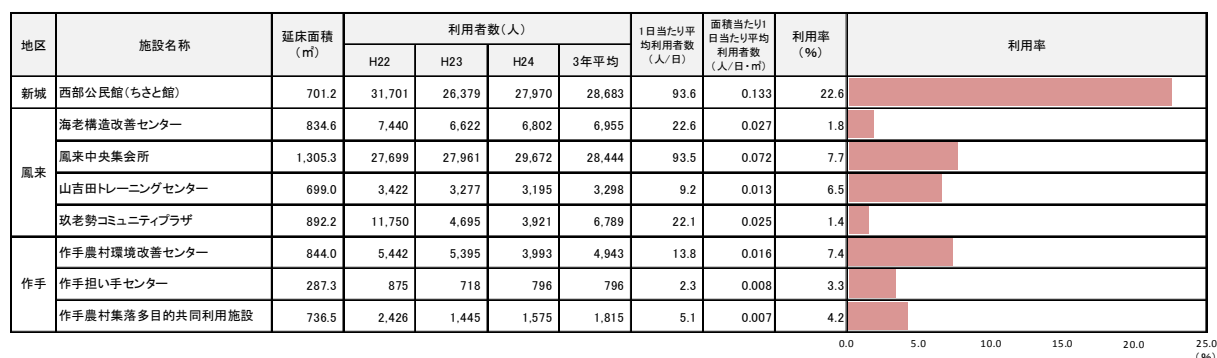 地区 施設名称 延床面積（㎡） 利用者数（人） 1日当たり平均利用者数（人/日） 面積当たり1日当たり平均利用者数（人/日・㎡） 利用率（%） 利用率
H22 H23 H24 3年平均
新城 西部公民館（ちさと館） 701.2 31,701 26,379 27,970 28,683 93.6 0.133 22.6
鳳来 海老構造改善センター 834.6 7,440 6,622 6,802 6,955 22.6 0.027 1.8
鳳来中央集会所 1,305.3 27,699 27,961 29,672 28,444 93.5 0.072 7.7
山吉田トレーニングセンター 699.0 3,422 3,277 3,195 3,298 9.2 0.013 6.5
玖老勢コミュニティプラザ 892.2 11,750 4,695 3,921 6,789 22.1 0.025 1.4
作手 作手農村環境改善センター 844.0 5,442 5,395 3,993 4,943 13.8 0.016 7.4
作手担い手センター 287.3 875 718 796 796 2.3 0.008 3.3
作手農村集落多目的共同利用施設 736.5 2,426 1,445 1,575 1,815 5.1 0.007 4.2
0.0 5.0 10.0 15.0 20.0 25.0
（%）